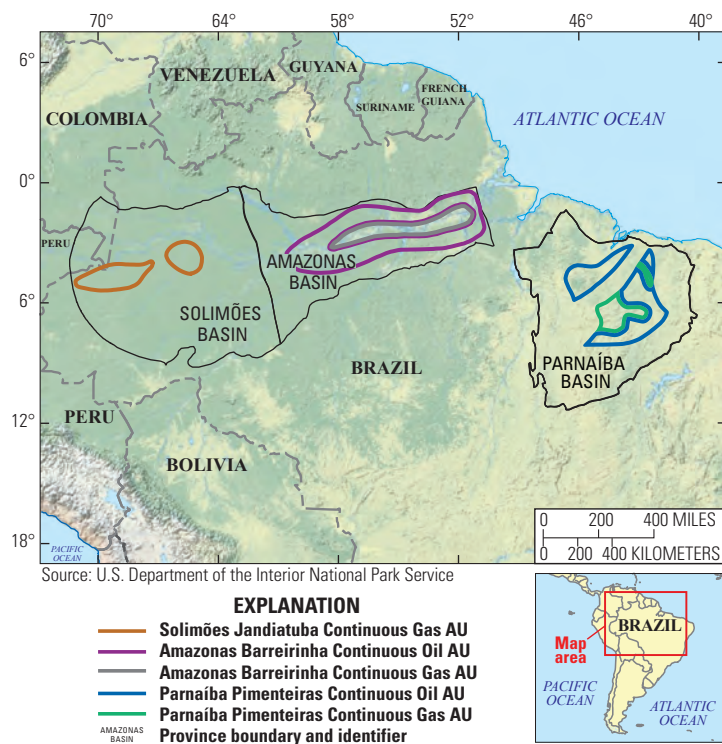 70° 64° 58° 52° 46° 40°
6°
0°
6°
12°
18°
VENEZUELA
GUYANA
SURINAME
FRENCH
GUIANA
COLOMBIA
ATLANTIC OCEAN
PERU
AMAZONAS
BASIN
SOLIMÕES
BASIN
BRAZIL
PARNAÍBA
BASIN
PERU
BOLIVIA
PACIFIC
OCEAN
0 200 400 MILES
0 200 400 KILOMETERS
Source: U.S. Department of the Interior National Park Service
EXPLANATION
Solimões Jandiatuba Continuous Gas AU
Amazonas Barreirinha Continuous Oil AU
Amazonas Barreirinha Continuous Gas AU
Parnaíba Pimenteiras Continuous Oil AU
Parnaíba Pimenteiras Continuous Gas AU
AMAZONAS
BASIN
Province boundary and identifier
BRAZIL
Map
area
PACIFIC
OCEAN
ATLANTIC
OCEAN